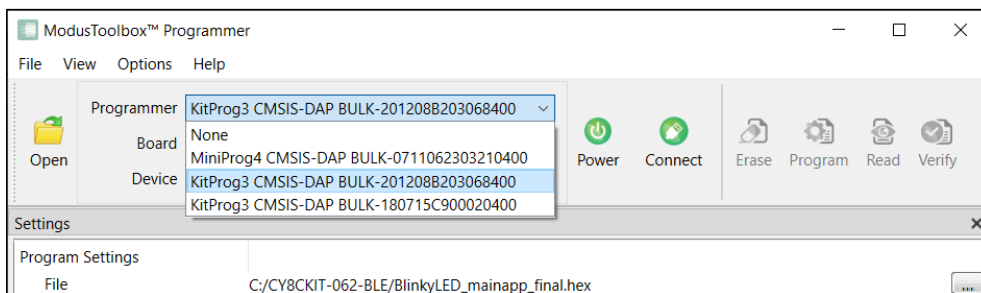 ModusToolbox™ Programmer
File View Options Help
Programmer KitProg3 CMSIS-DAP BULK-201208B203068400
None
Board
MiniProg4 CMSIS-DAP BULK-0711062303210400
Device KitProg3 CMSIS-DAP BULK-201208B203068400
KitProg3 CMSIS-DAP BULK-180715C900020400
Open Power Connect Erase Program Read Verify
Settings
Program Settings
File C:/CY8CKIT-062-BLE/BlinkyLED_mainapp_final.hex ...